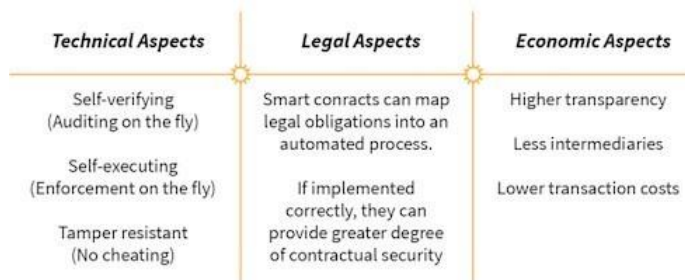 Technical Aspects
Legal Aspects
Economic Aspects
Self-verifying
(Auditing on the fly)
Self-executing
(Enforcement on the fly)
Tamper resistant
(No cheating)
Smart conracts can map
legal obligations into an
automated process.
If implemented
correctly, they can
provide greater degree
of contractual security
Higher transparency
Less intermediaries
Lower transaction costs